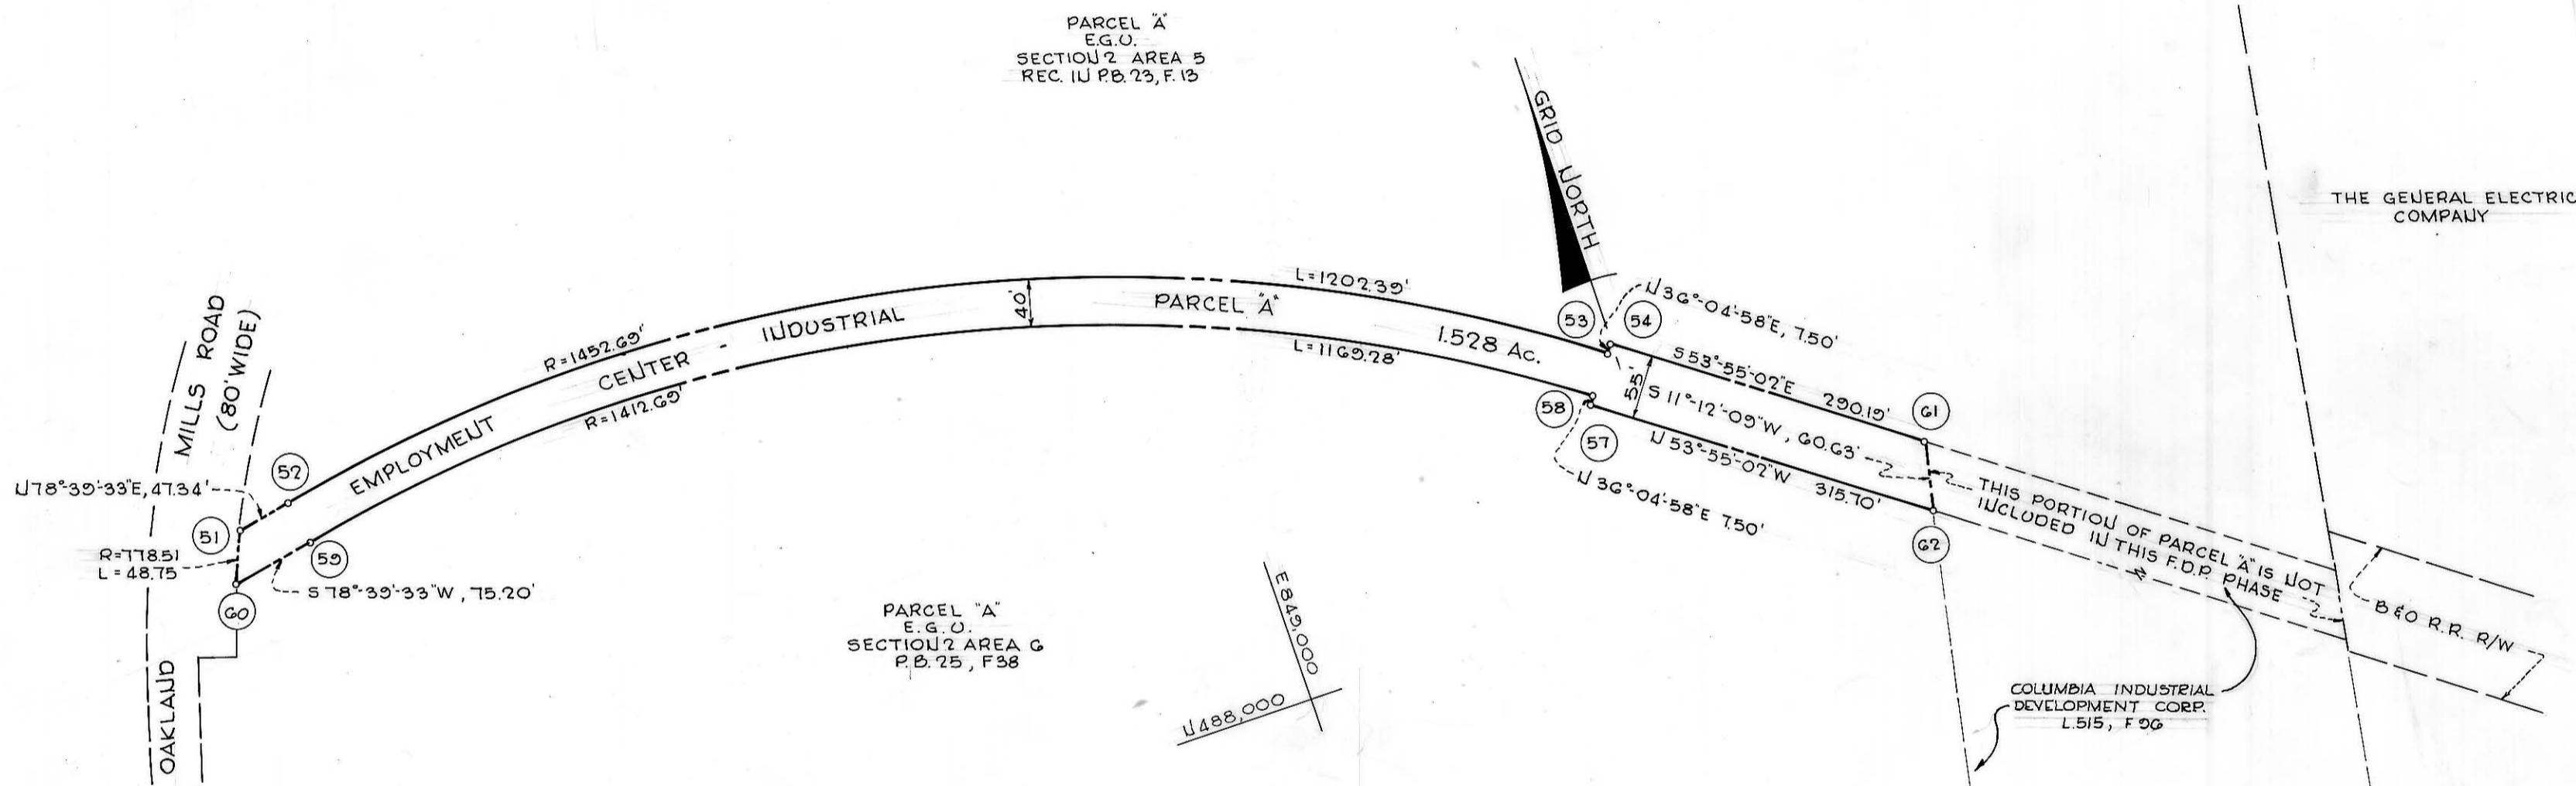 PARCEL "A"
E.G.U.
SECTION 2 AREA 5
REC. IN P.B. 23, F. 13
GRID NORTH
THE GENERAL ELECTRIC
COMPANY
MILLS ROAD
(80' WIDE)
OAKLAND
R=1452.69'
L=1202.39'
EMPLOYMENT CENTER - INDUSTRIAL
PARCEL "A"
40'
1.528 Ac.
R=1412.69'
L=1169.28'
53
54
N 36°-04'-58"E, 7.50'
S 53°-55'-02"E 290.19'
55'
S 11°-12'-09"W, 60.63'
61
58
57
N 53°-55'-02"W 315.70'
N 36°-04'-58"E 7.50'
62
52
N 78°-39'-33"E, 47.34'
51
R=778.51
L=48.75
59
S 78°-39'-33"W, 75.20'
60
THIS PORTION OF PARCEL "A" IS NOT
INCLUDED IN THIS F.D.P. PHASE
B & O R.R. R/W
PARCEL "A"
E.G.U.
SECTION 2 AREA 6
P.B. 25, F 38
E 849,000
N 488,000
COLUMBIA INDUSTRIAL
DEVELOPMENT CORP.
L.515, F 96